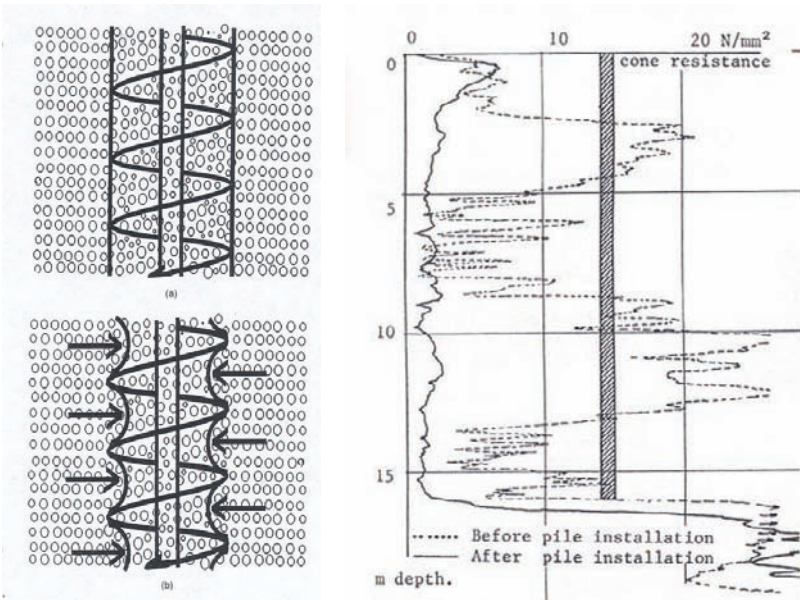 (a)
(b)
0 10 20 N/mm²
cone resistance
0
5
10
15
Before pile installation
After pile installation
m depth.